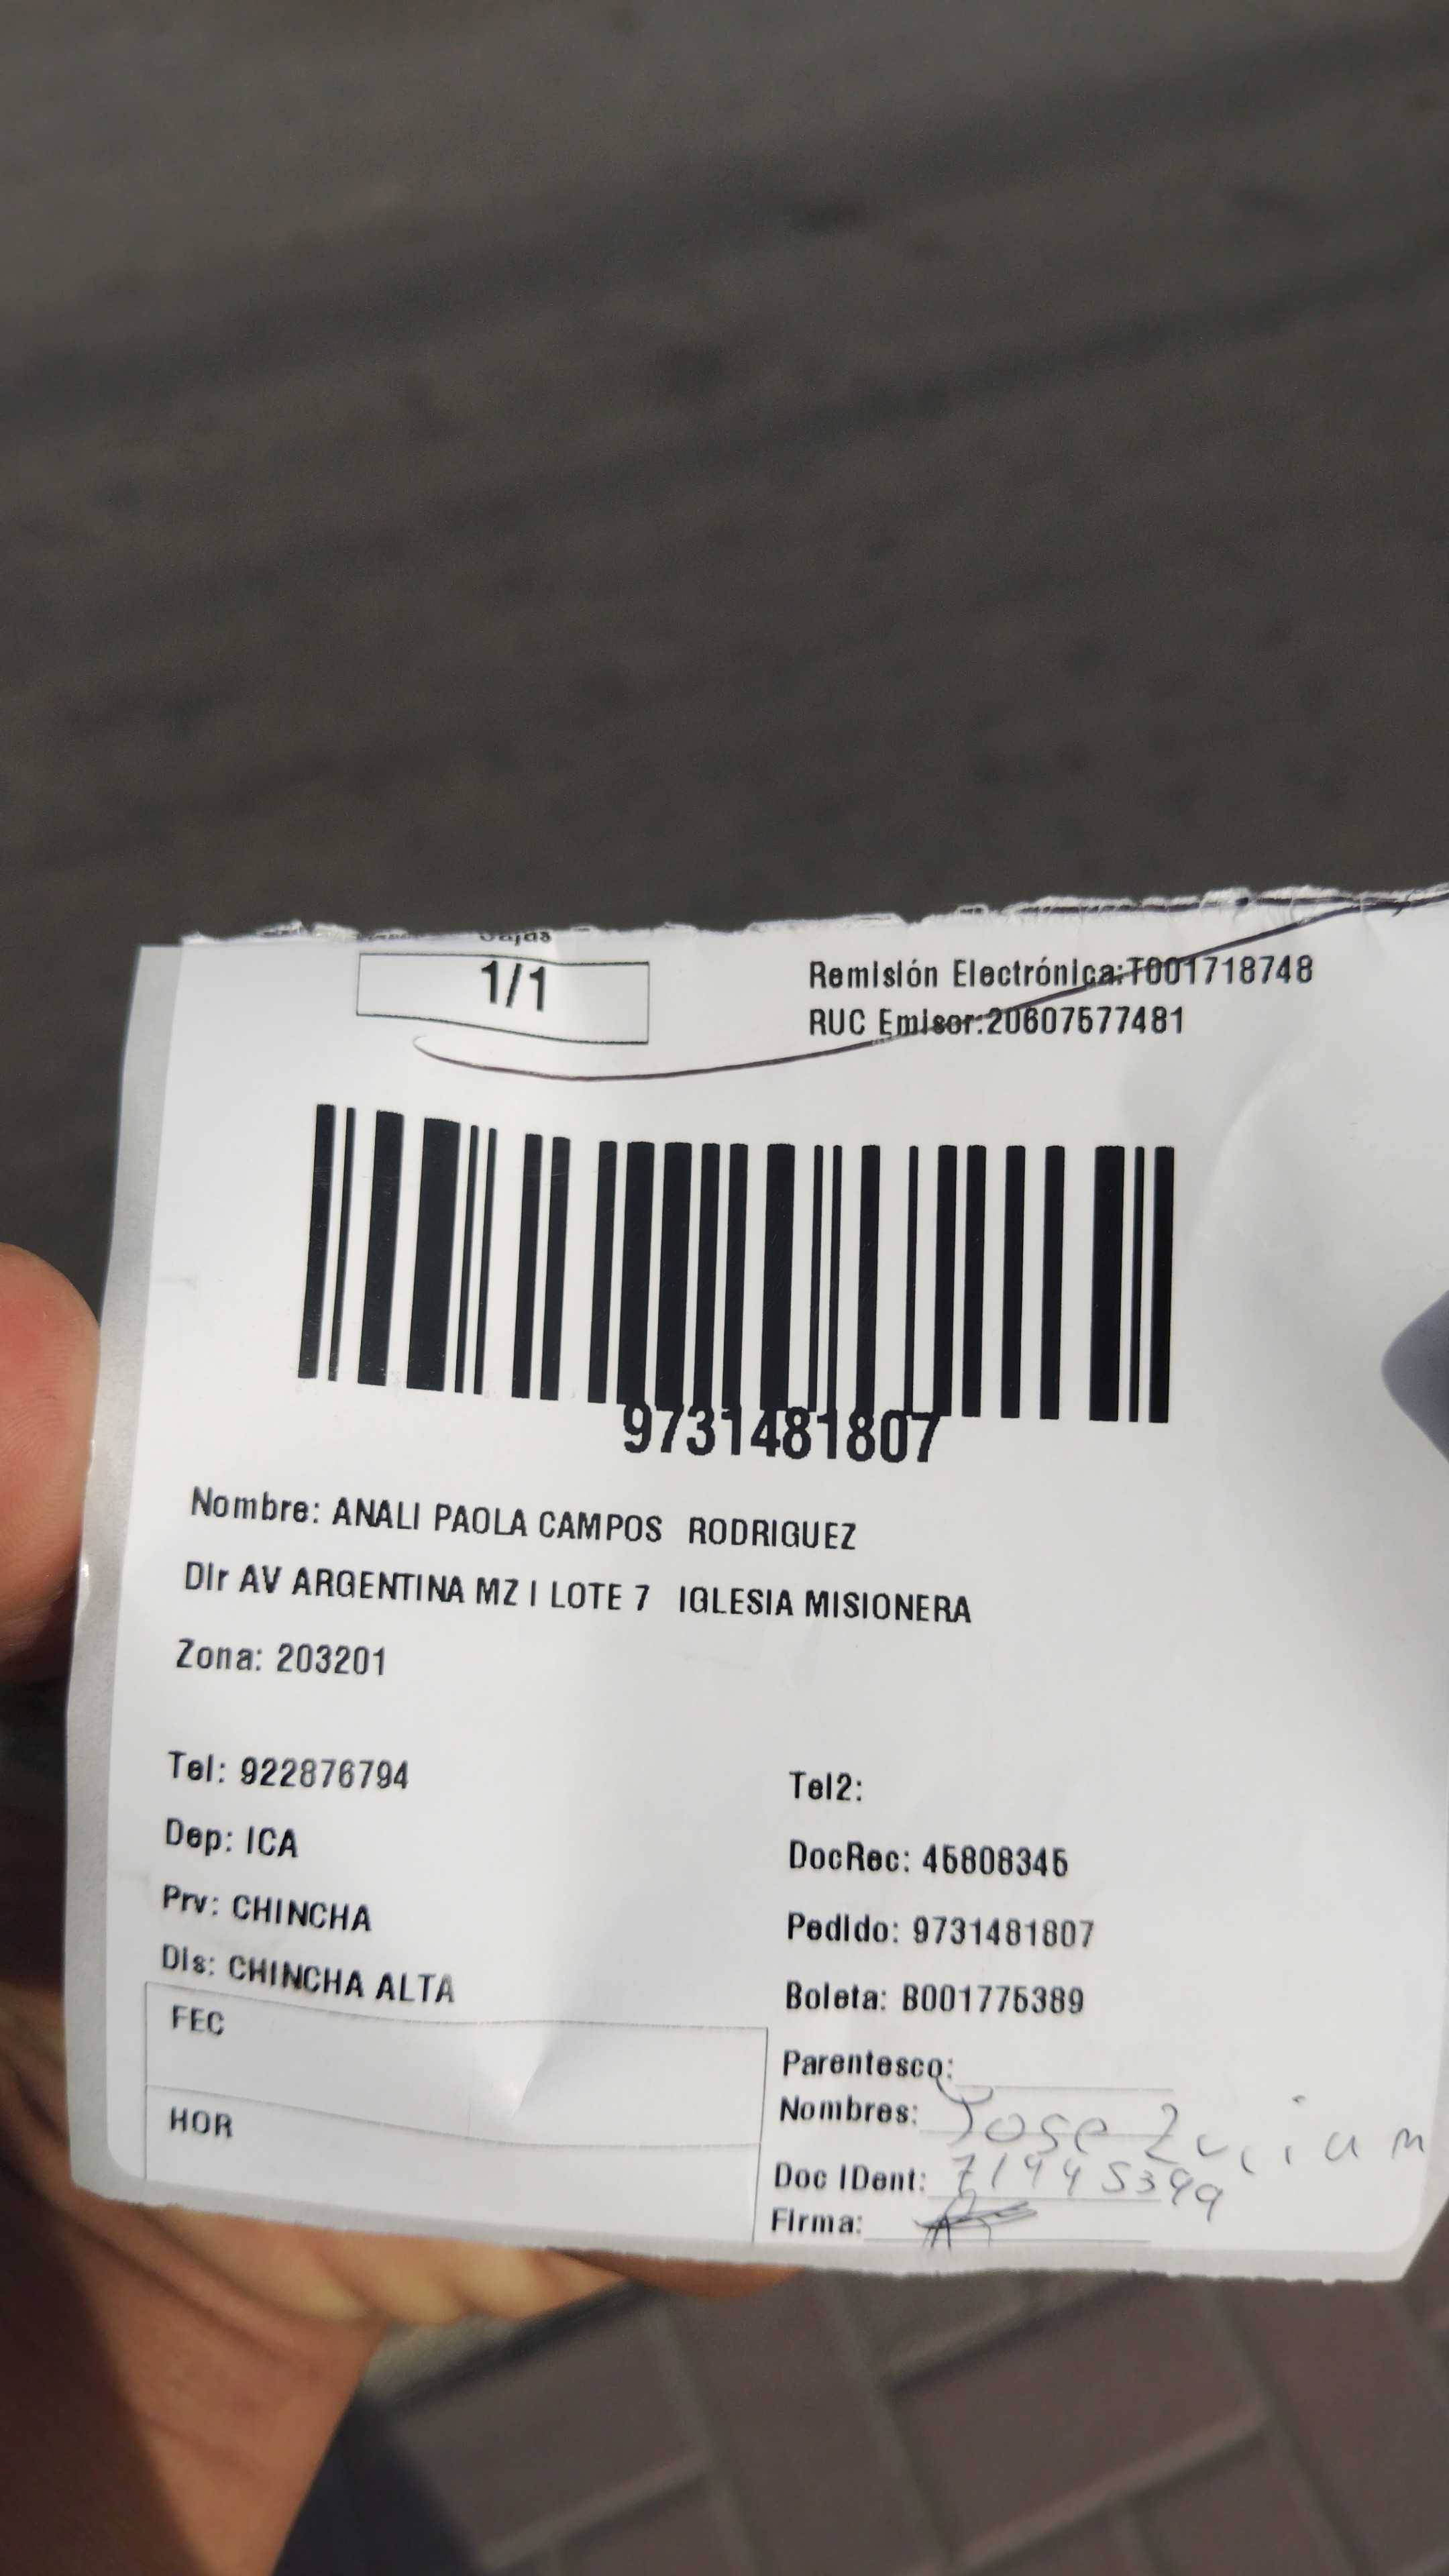 1/1
Remisión Electrónica:T001718748
RUC Emisor:20607577481
9731481807
Nombre: ANALI PAOLA CAMPOS RODRIGUEZ
Dir AV ARGENTINA MZ I LOTE 7 IGLESIA MISIONERA
Zona: 203201
Tel: 922876794
Tel2:
Dep: ICA
DocRec: 45808345
Prv: CHINCHA
Pedido: 9731481807
Dis: CHINCHA ALTA
Boleta: B001775389
FEC
Parentesco:
Nombres: Jose
HOR
Doc IDent:
Firma: